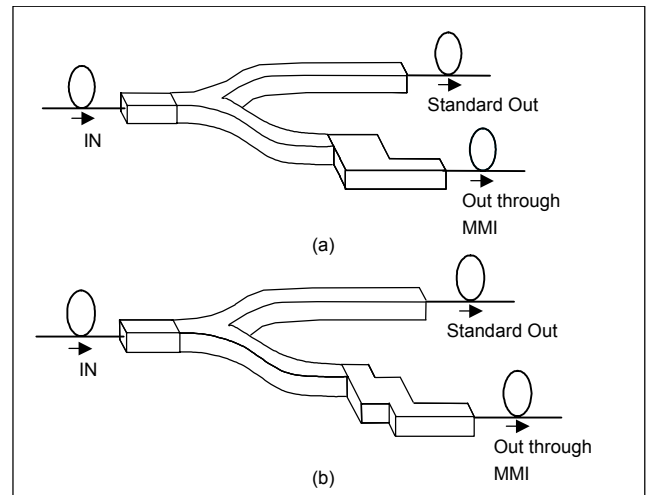 Standard Out
IN
Out through
MMI
(a)
Standard Out
IN
Out through
MMI
(b)